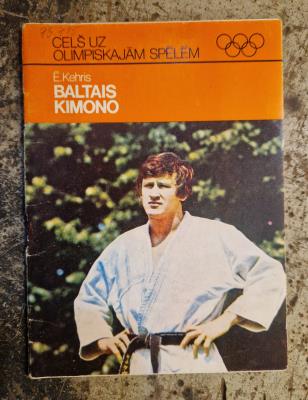 CEĻŠ UZ
OLIMPISKAJĀM SPĒLĒM
Ē.Kehris
BALTAIS
KIMONO